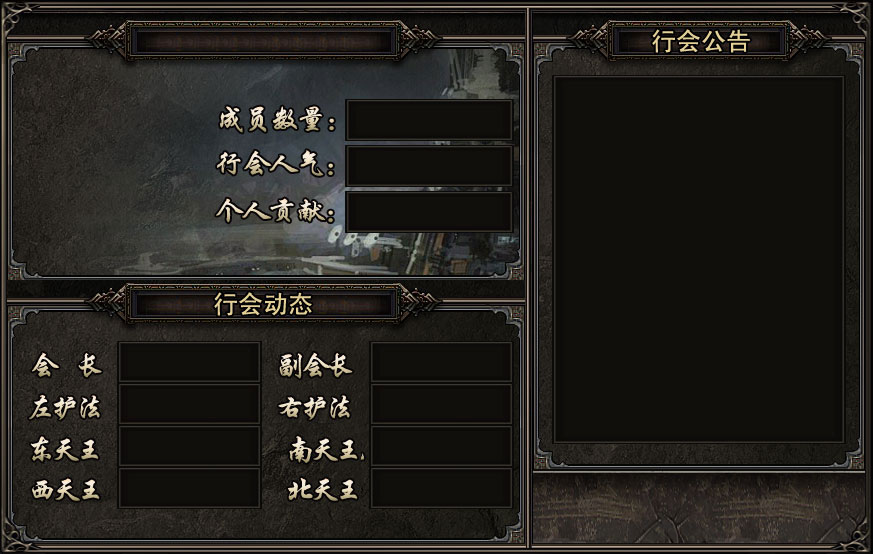 行会公告
成员数量:
行会人气:
个人贡献:
行会动态
会 长
副会长
左护法
右护法
东天王
南天王
西天王
北天王